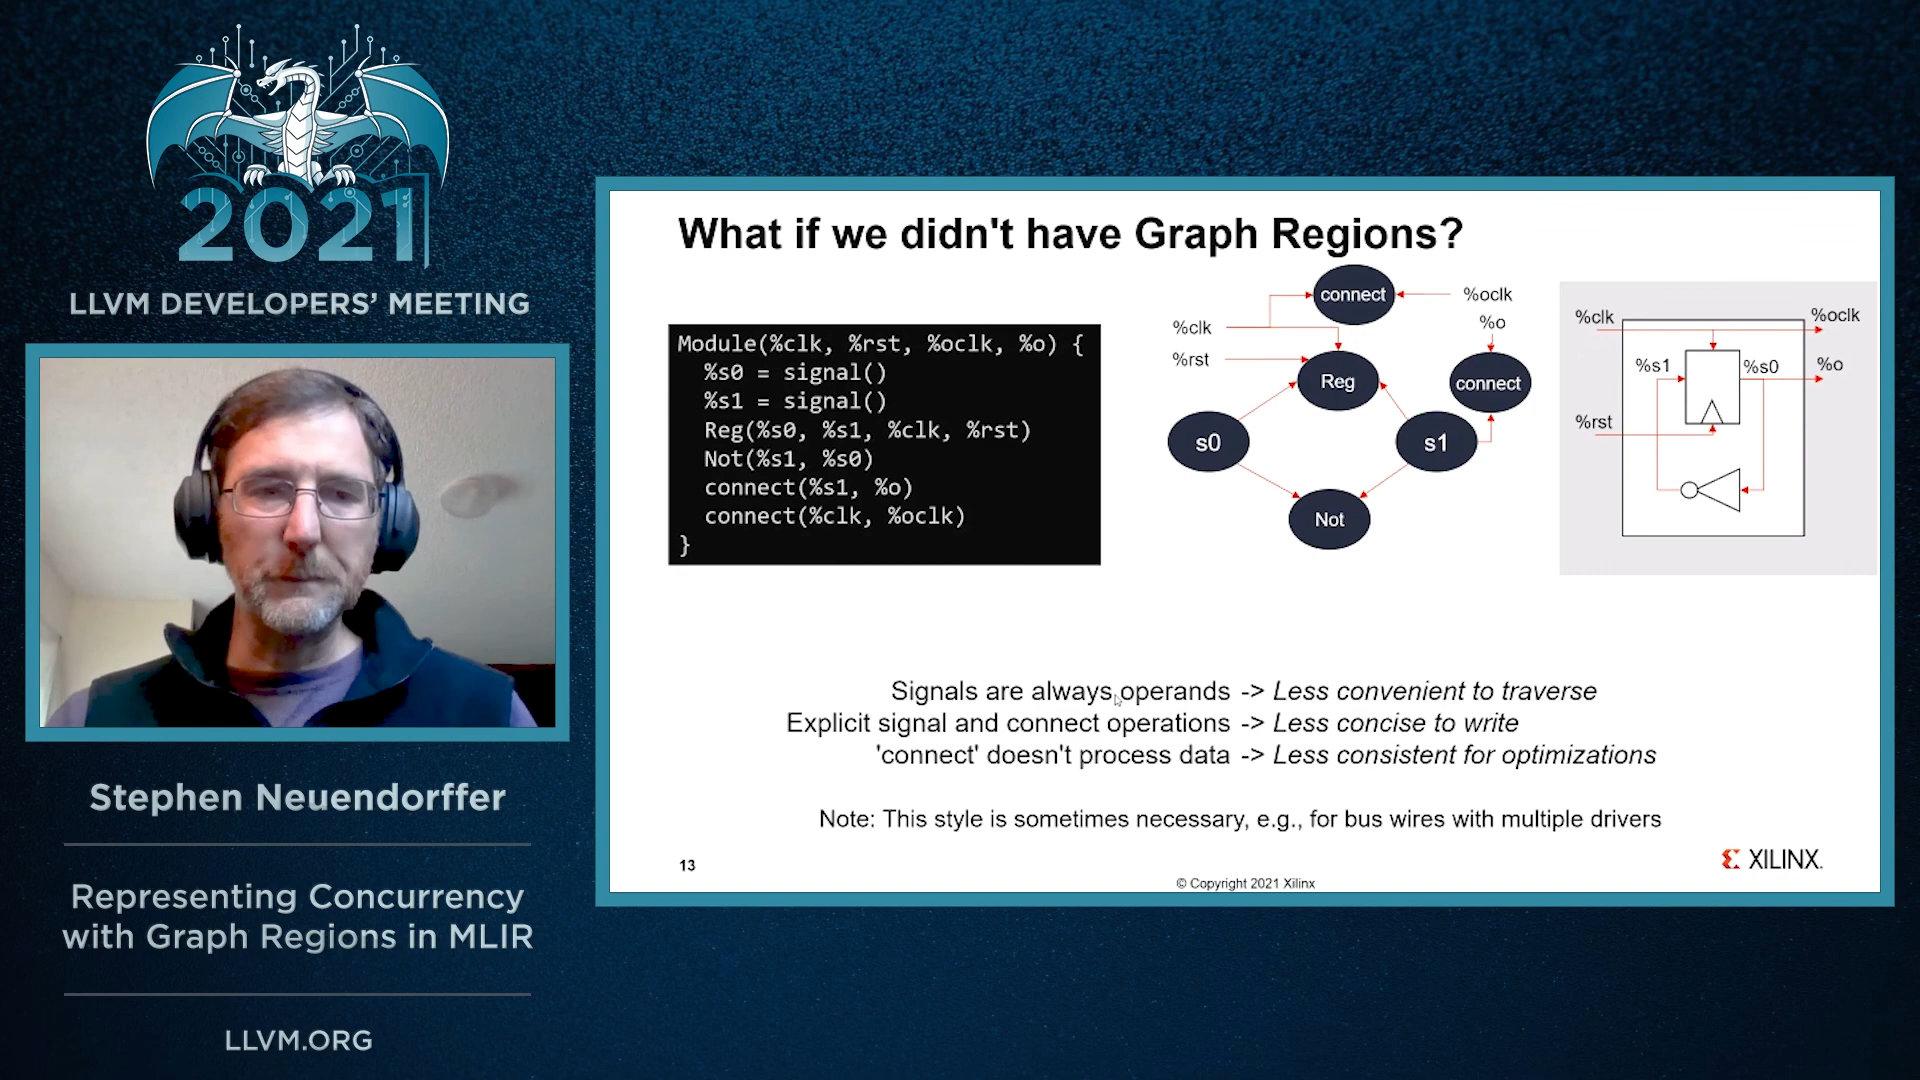 2021
LLVM DEVELOPERS' MEETING
Stephen Neuendorffer
Representing Concurrency
with Graph Regions in MLIR
LLVM.ORG
What if we didn't have Graph Regions?
Module(%clk, %rst, %oclk, %o) {
%s0 = signal()
%s1 = signal()
Reg(%s0, %s1, %clk, %rst)
Not(%s1, %s0)
connect(%s1, %o)
connect(%clk, %oclk)
}
connect
%oclk
%clk
%o
%rst
Reg
connect
s0
s1
Not
%clk
%oclk
%s1
%s0
%o
%rst
Signals are always operands -> Less convenient to traverse
Explicit signal and connect operations -> Less concise to write
'connect' doesn't process data -> Less consistent for optimizations
Note: This style is sometimes necessary, e.g., for bus wires with multiple drivers
13
XILINX.
© Copyright 2021 Xilinx